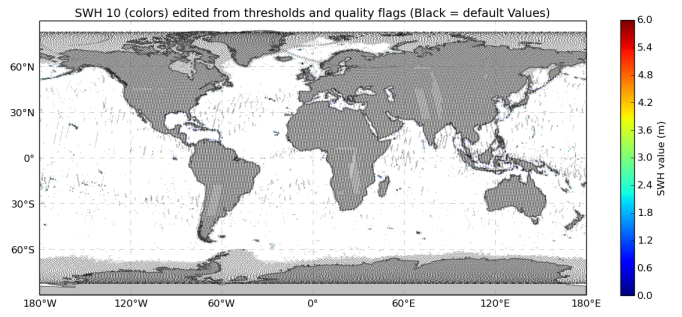 SWH 10 (colors) edited from thresholds and quality flags (Black = default Values)
60°N
30°N
0°
30°S
60°S
180°W 120°W 60°W 0° 60°E 120°E 180°E
6.0
5.4
4.8
4.2
3.6
3.0
2.4
1.8
1.2
0.6
0.0
SWH value (m)